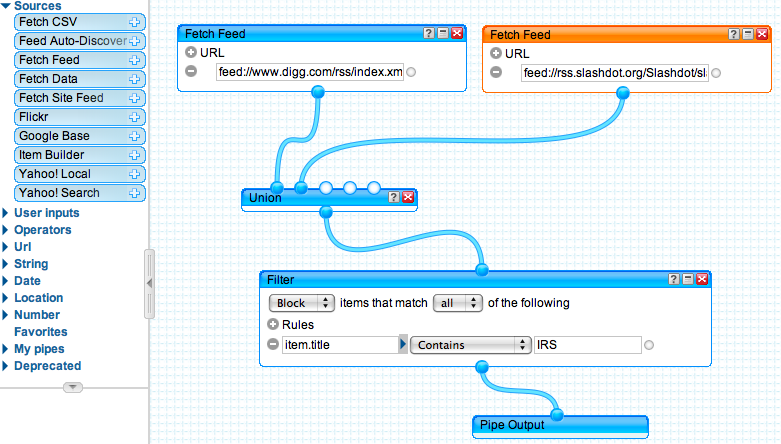 Sources
Fetch CSV
Feed Auto-Discover
Fetch Feed
Fetch Data
Fetch Site Feed
Flickr
Google Base
Item Builder
Yahoo! Local
Yahoo! Search
User inputs
Operators
Url
String
Date
Location
Number
Favorites
My pipes
Deprecated
Fetch Feed ?
URL
feed://www.digg.com/rss/index.xm
Fetch Feed ?
URL
feed://rss.slashdot.org/Slashdot/sl
Union ?
Filter ?
Block items that match all of the following
Rules
item.title Contains IRS
Pipe Output